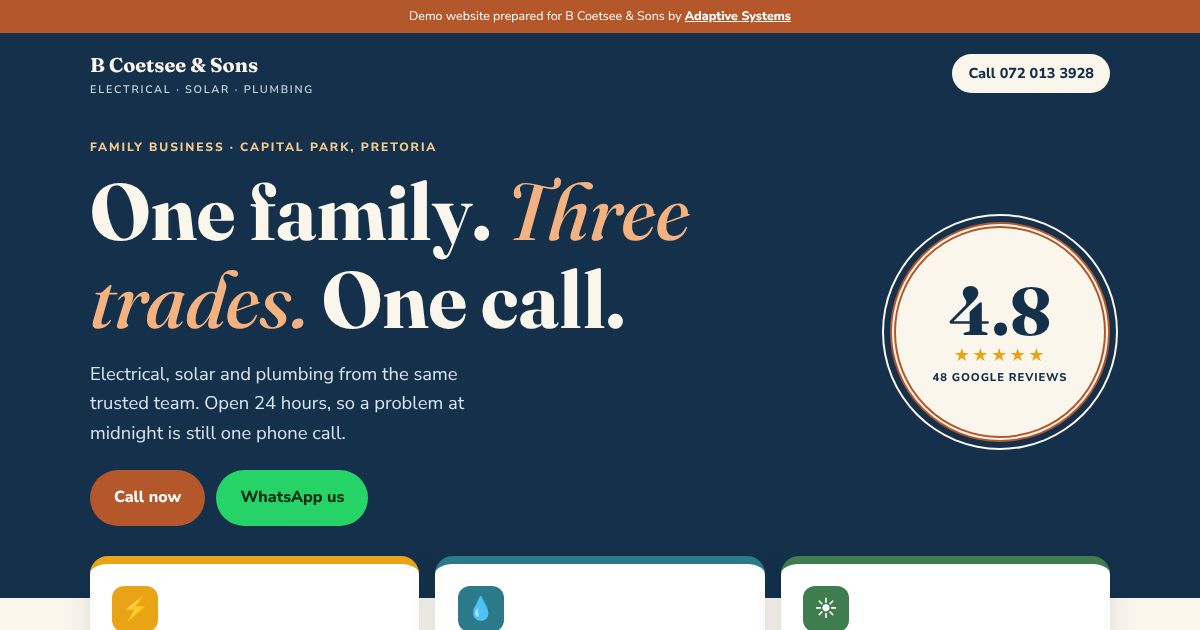 Demo website prepared for B Coetsee & Sons by Adaptive Systems
B Coetsee & Sons
ELECTRICAL · SOLAR · PLUMBING
Call 072 013 3928
FAMILY BUSINESS · CAPITAL PARK, PRETORIA
One family. Three
trades. One call.
Electrical, solar and plumbing from the same
trusted team. Open 24 hours, so a problem at
midnight is still one phone call.
Call now
WhatsApp us
4.8
★★★★★
48 GOOGLE REVIEWS